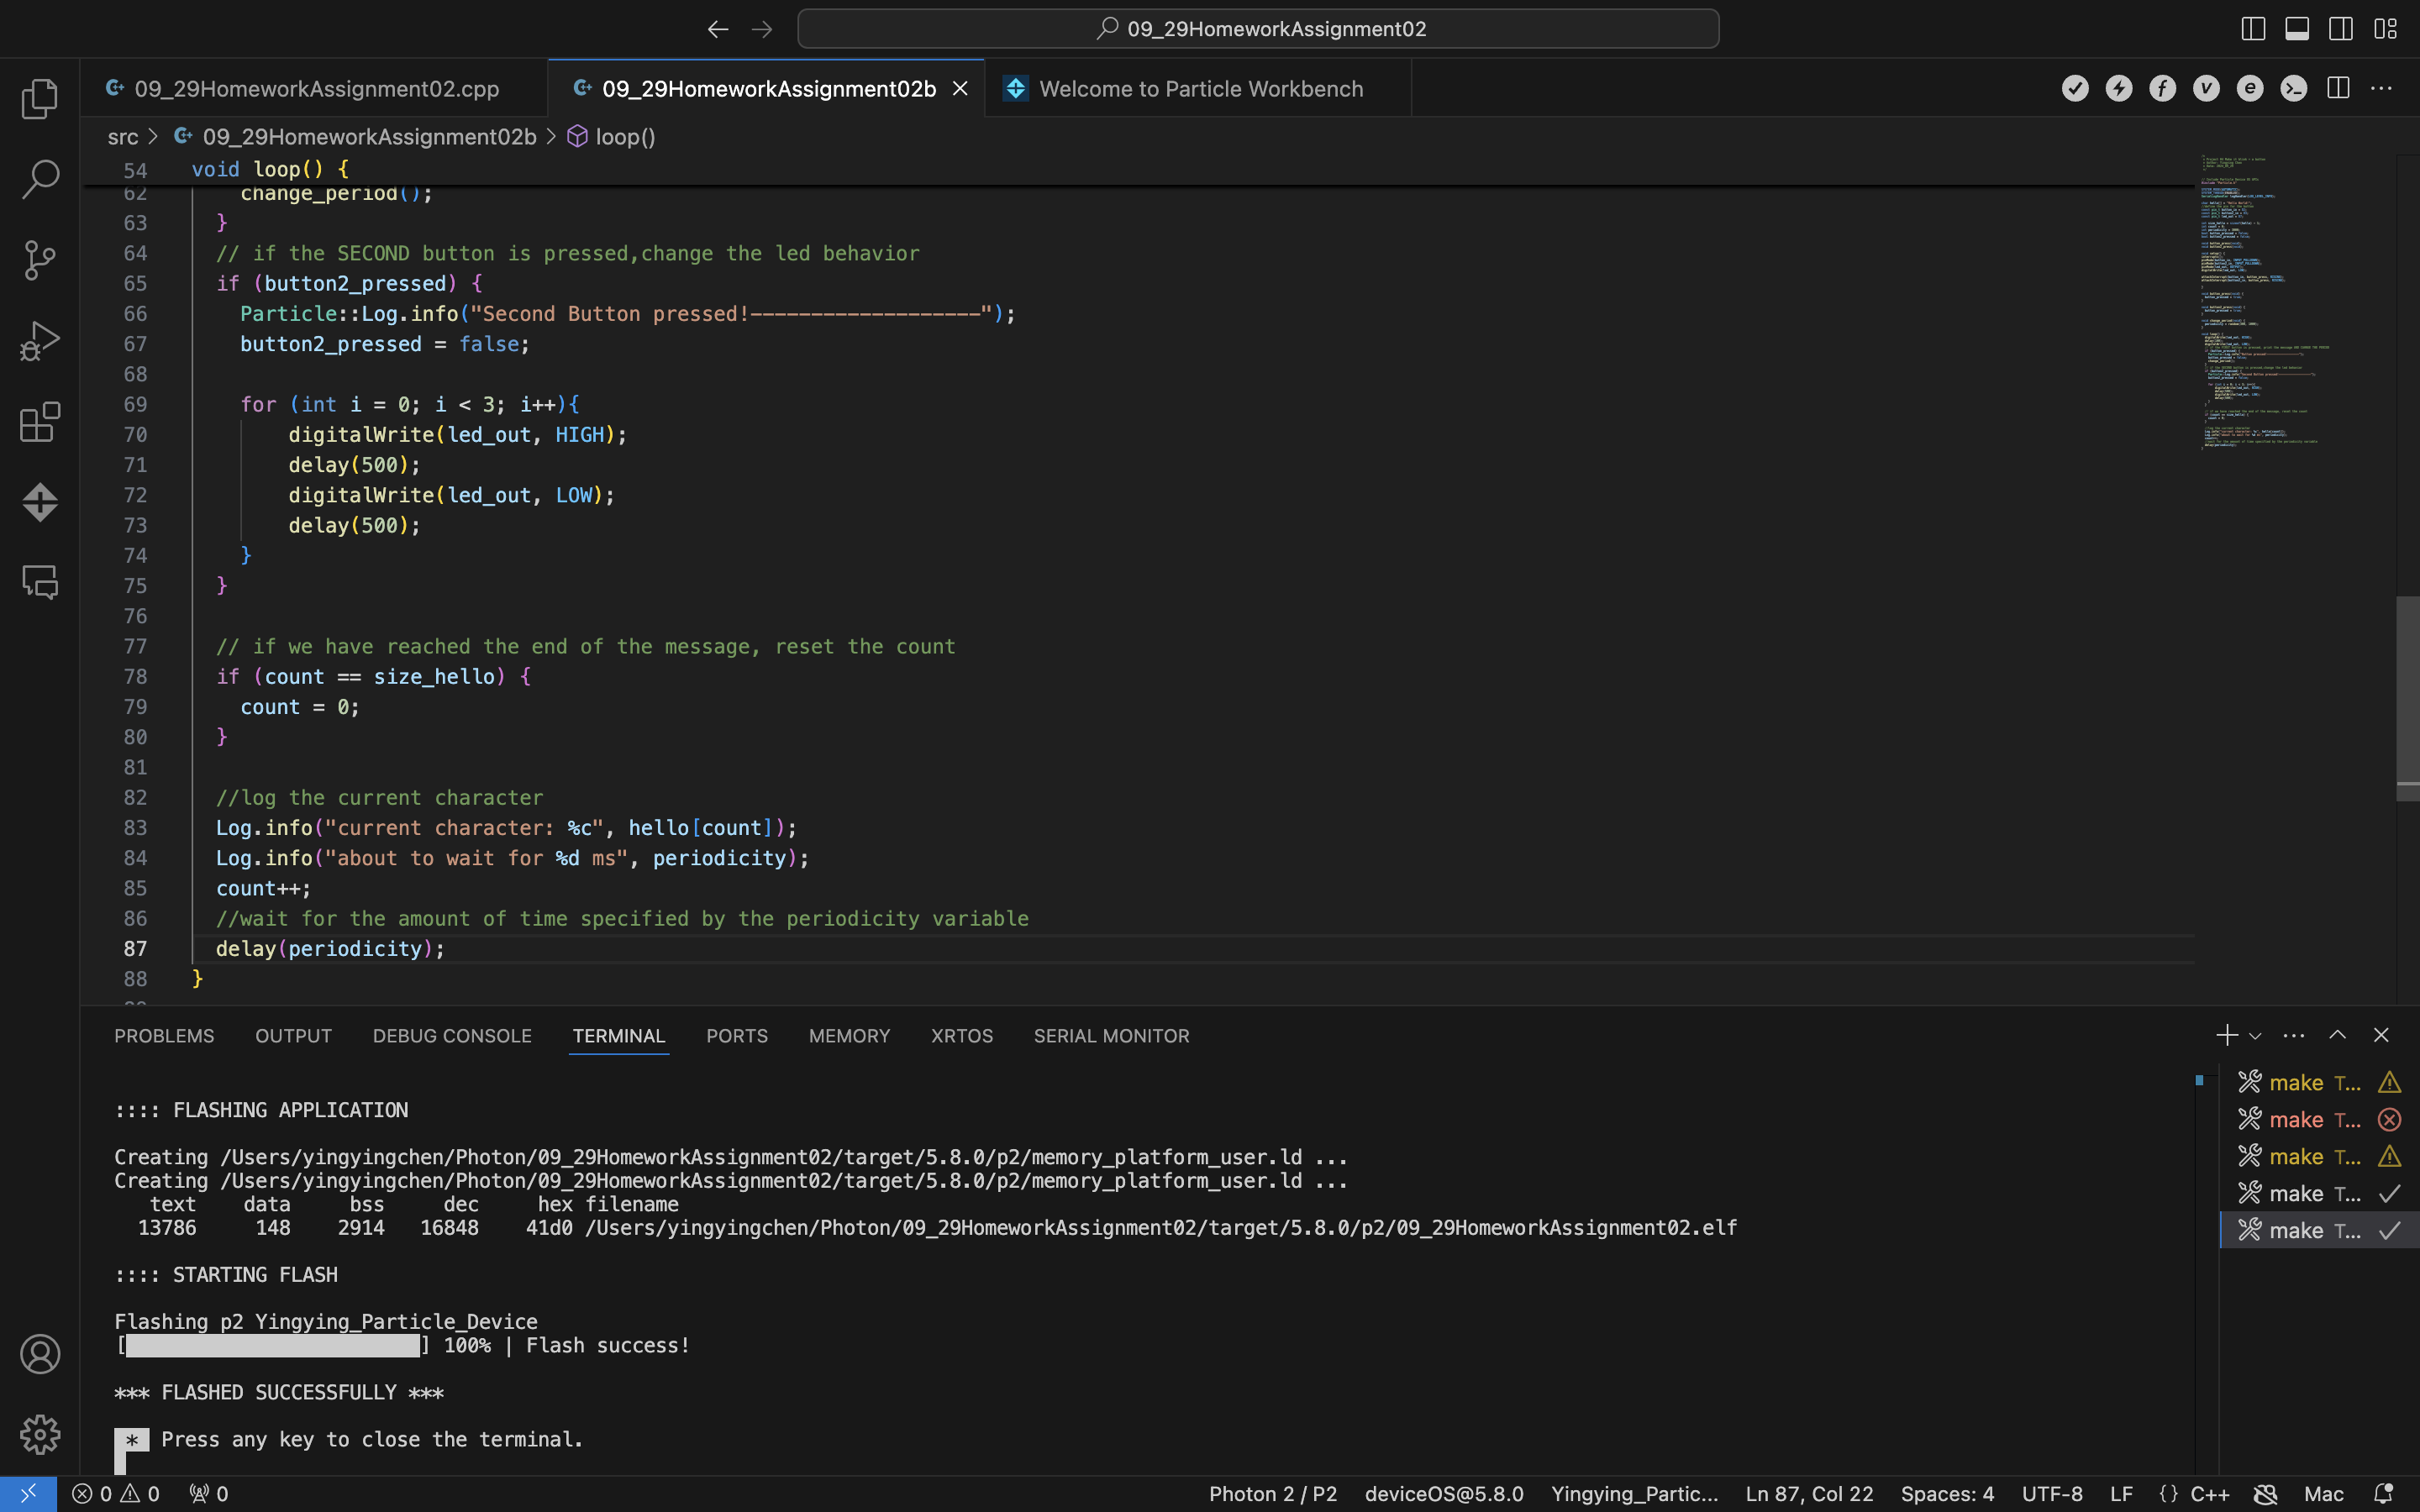 09_29HomeworkAssignment02
09_29HomeworkAssignment02.cpp
09_29HomeworkAssignment02b
Welcome to Particle Workbench
src > 09_29HomeworkAssignment02b > loop()
54 void loop() {
62 change_period();
63 }
64 // if the SECOND button is pressed,change the led behavior
65 if (button2_pressed) {
66 Particle::Log.info("Second Button pressed!-------------------");
67 button2_pressed = false;
68
69 for (int i = 0; i < 3; i++){
70 digitalWrite(led_out, HIGH);
71 delay(500);
72 digitalWrite(led_out, LOW);
73 delay(500);
74 }
75 }
76
77 // if we have reached the end of the message, reset the count
78 if (count == size_hello) {
79 count = 0;
80 }
81
82 //log the current character
83 Log.info("current character: %c", hello[count]);
84 Log.info("about to wait for %d ms", periodicity);
85 count++;
86 //wait for the amount of time specified by the periodicity variable
87 delay(periodicity);
88 }
PROBLEMS OUTPUT DEBUG CONSOLE TERMINAL PORTS MEMORY XRTOS SERIAL MONITOR
:::: FLASHING APPLICATION
Creating /Users/yingyingchen/Photon/09_29HomeworkAssignment02/target/5.8.0/p2/memory_platform_user.ld ...
Creating /Users/yingyingchen/Photon/09_29HomeworkAssignment02/target/5.8.0/p2/memory_platform_user.ld ...
text data bss dec hex filename
13786 148 2914 16848 41d0 /Users/yingyingchen/Photon/09_29HomeworkAssignment02/target/5.8.0/p2/09_29HomeworkAssignment02.elf
:::: STARTING FLASH
Flashing p2 Yingying_Particle_Device
[ ] 100% | Flash success!
*** FLASHED SUCCESSFULLY ***
* Press any key to close the terminal.
make T...
make T...
make T...
make T...
make T...
0 0 0
Photon 2 / P2 deviceOS@5.8.0 Yingying_Partic... Ln 87, Col 22 Spaces: 4 UTF-8 LF {} C++ Mac